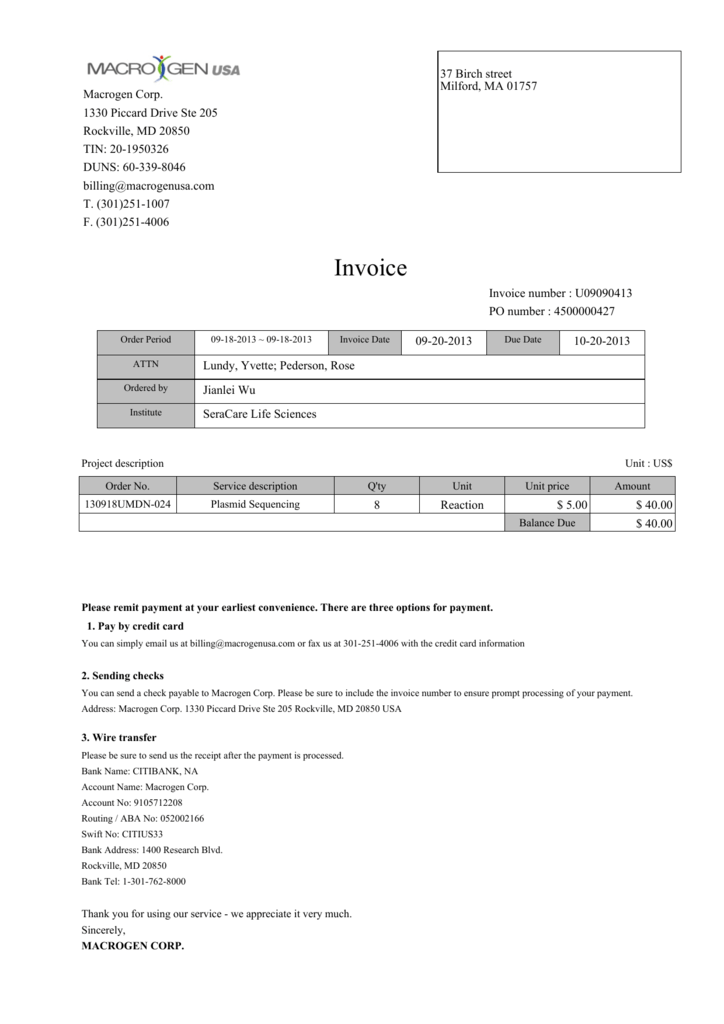 MACROGEN USA
Macrogen Corp.
1330 Piccard Drive Ste 205
Rockville, MD 20850
TIN: 20-1950326
DUNS: 60-339-8046
billing@macrogenusa.com
T. (301)251-1007
F. (301)251-4006
37 Birch street
Milford, MA 01757
Invoice
Invoice number : U09090413
PO number : 4500000427
Order Period 09-18-2013 ~ 09-18-2013 Invoice Date 09-20-2013 Due Date 10-20-2013
ATTN Lundy, Yvette; Pederson, Rose
Ordered by Jianlei Wu
Institute SeraCare Life Sciences
Project description Unit : US$
Order No. Service description Q'ty Unit Unit price Amount
130918UMDN-024 Plasmid Sequencing 8 Reaction $ 5.00 $ 40.00
Balance Due $ 40.00
Please remit payment at your earliest convenience. There are three options for payment.
1. Pay by credit card
You can simply email us at billing@macrogenusa.com or fax us at 301-251-4006 with the credit card information
2. Sending checks
You can send a check payable to Macrogen Corp. Please be sure to include the invoice number to ensure prompt processing of your payment.
Address: Macrogen Corp. 1330 Piccard Drive Ste 205 Rockville, MD 20850 USA
3. Wire transfer
Please be sure to send us the receipt after the payment is processed.
Bank Name: CITIBANK, NA
Account Name: Macrogen Corp.
Account No: 9105712208
Routing / ABA No: 052002166
Swift No: CITIUS33
Bank Address: 1400 Research Blvd.
Rockville, MD 20850
Bank Tel: 1-301-762-8000
Thank you for using our service - we appreciate it very much.
Sincerely,
MACROGEN CORP.